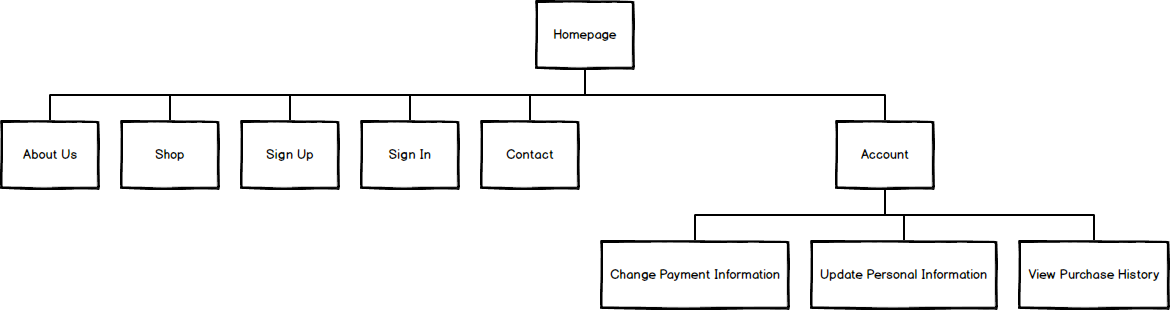 Homepage
About Us
Shop
Sign Up
Sign In
Contact
Account
Change Payment Information
Update Personal Information
View Purchase History